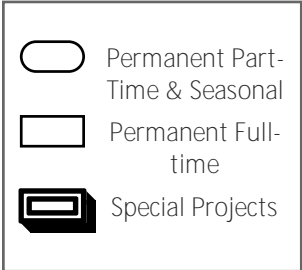 Permanent Part-
Time & Seasonal
Permanent Full-
time
Special Projects